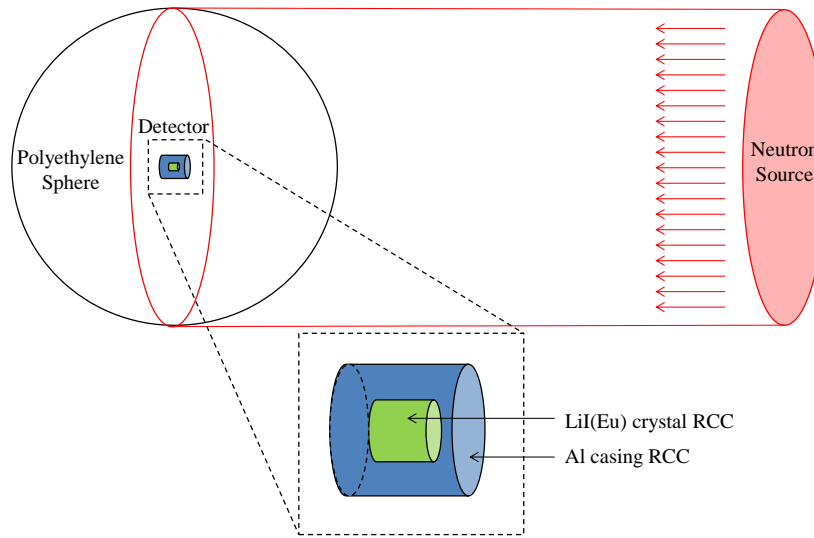 Detector
Polyethylene
Sphere
Neutron
Source
LiI(Eu) crystal RCC
Al casing RCC